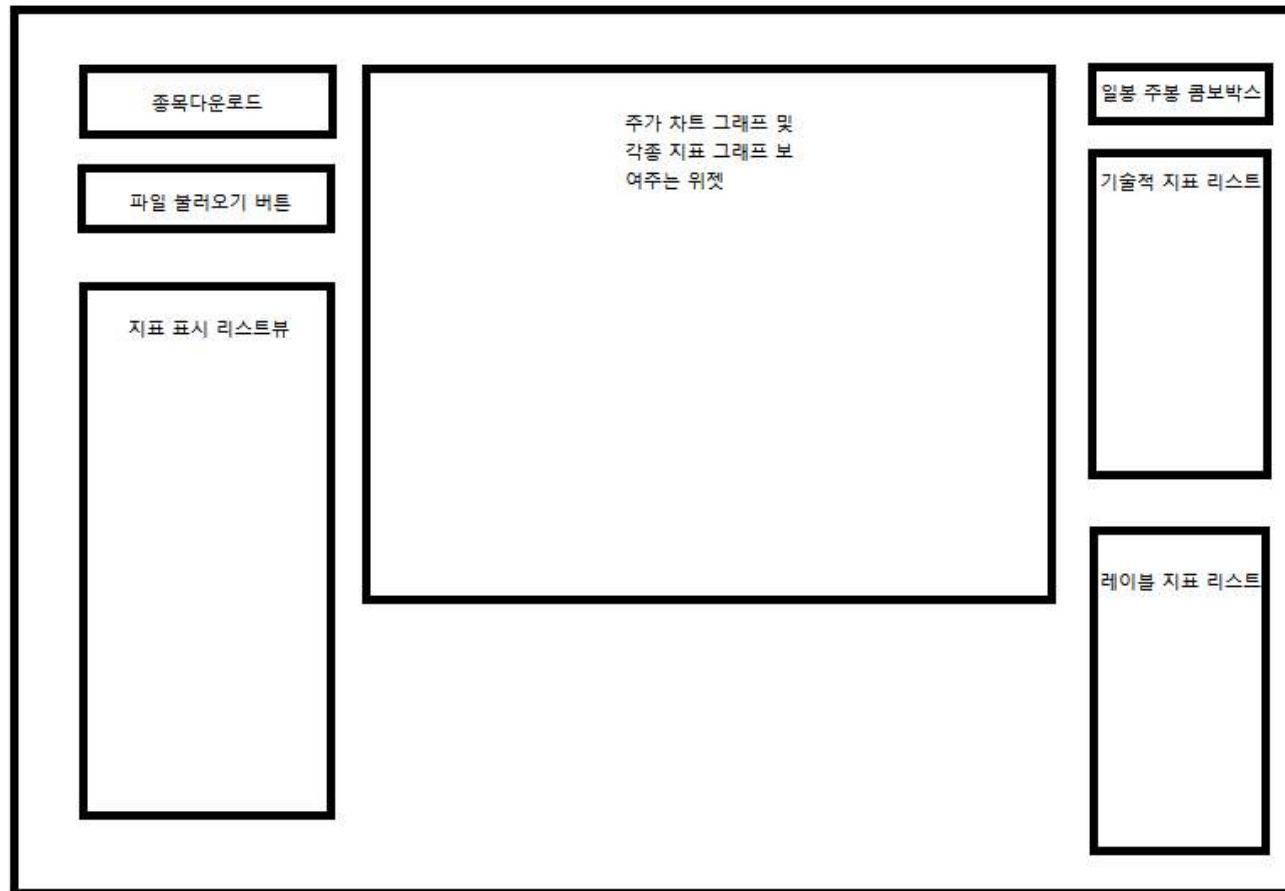 종목다운로드
파일 불러오기 버튼
지표 표시 리스트뷰
주가 차트 그래프 및
각종 지표 그래프 보
여주는 위젯
일봉 주봉 콤보박스
기술적 지표 리스트
레이블 지표 리스트